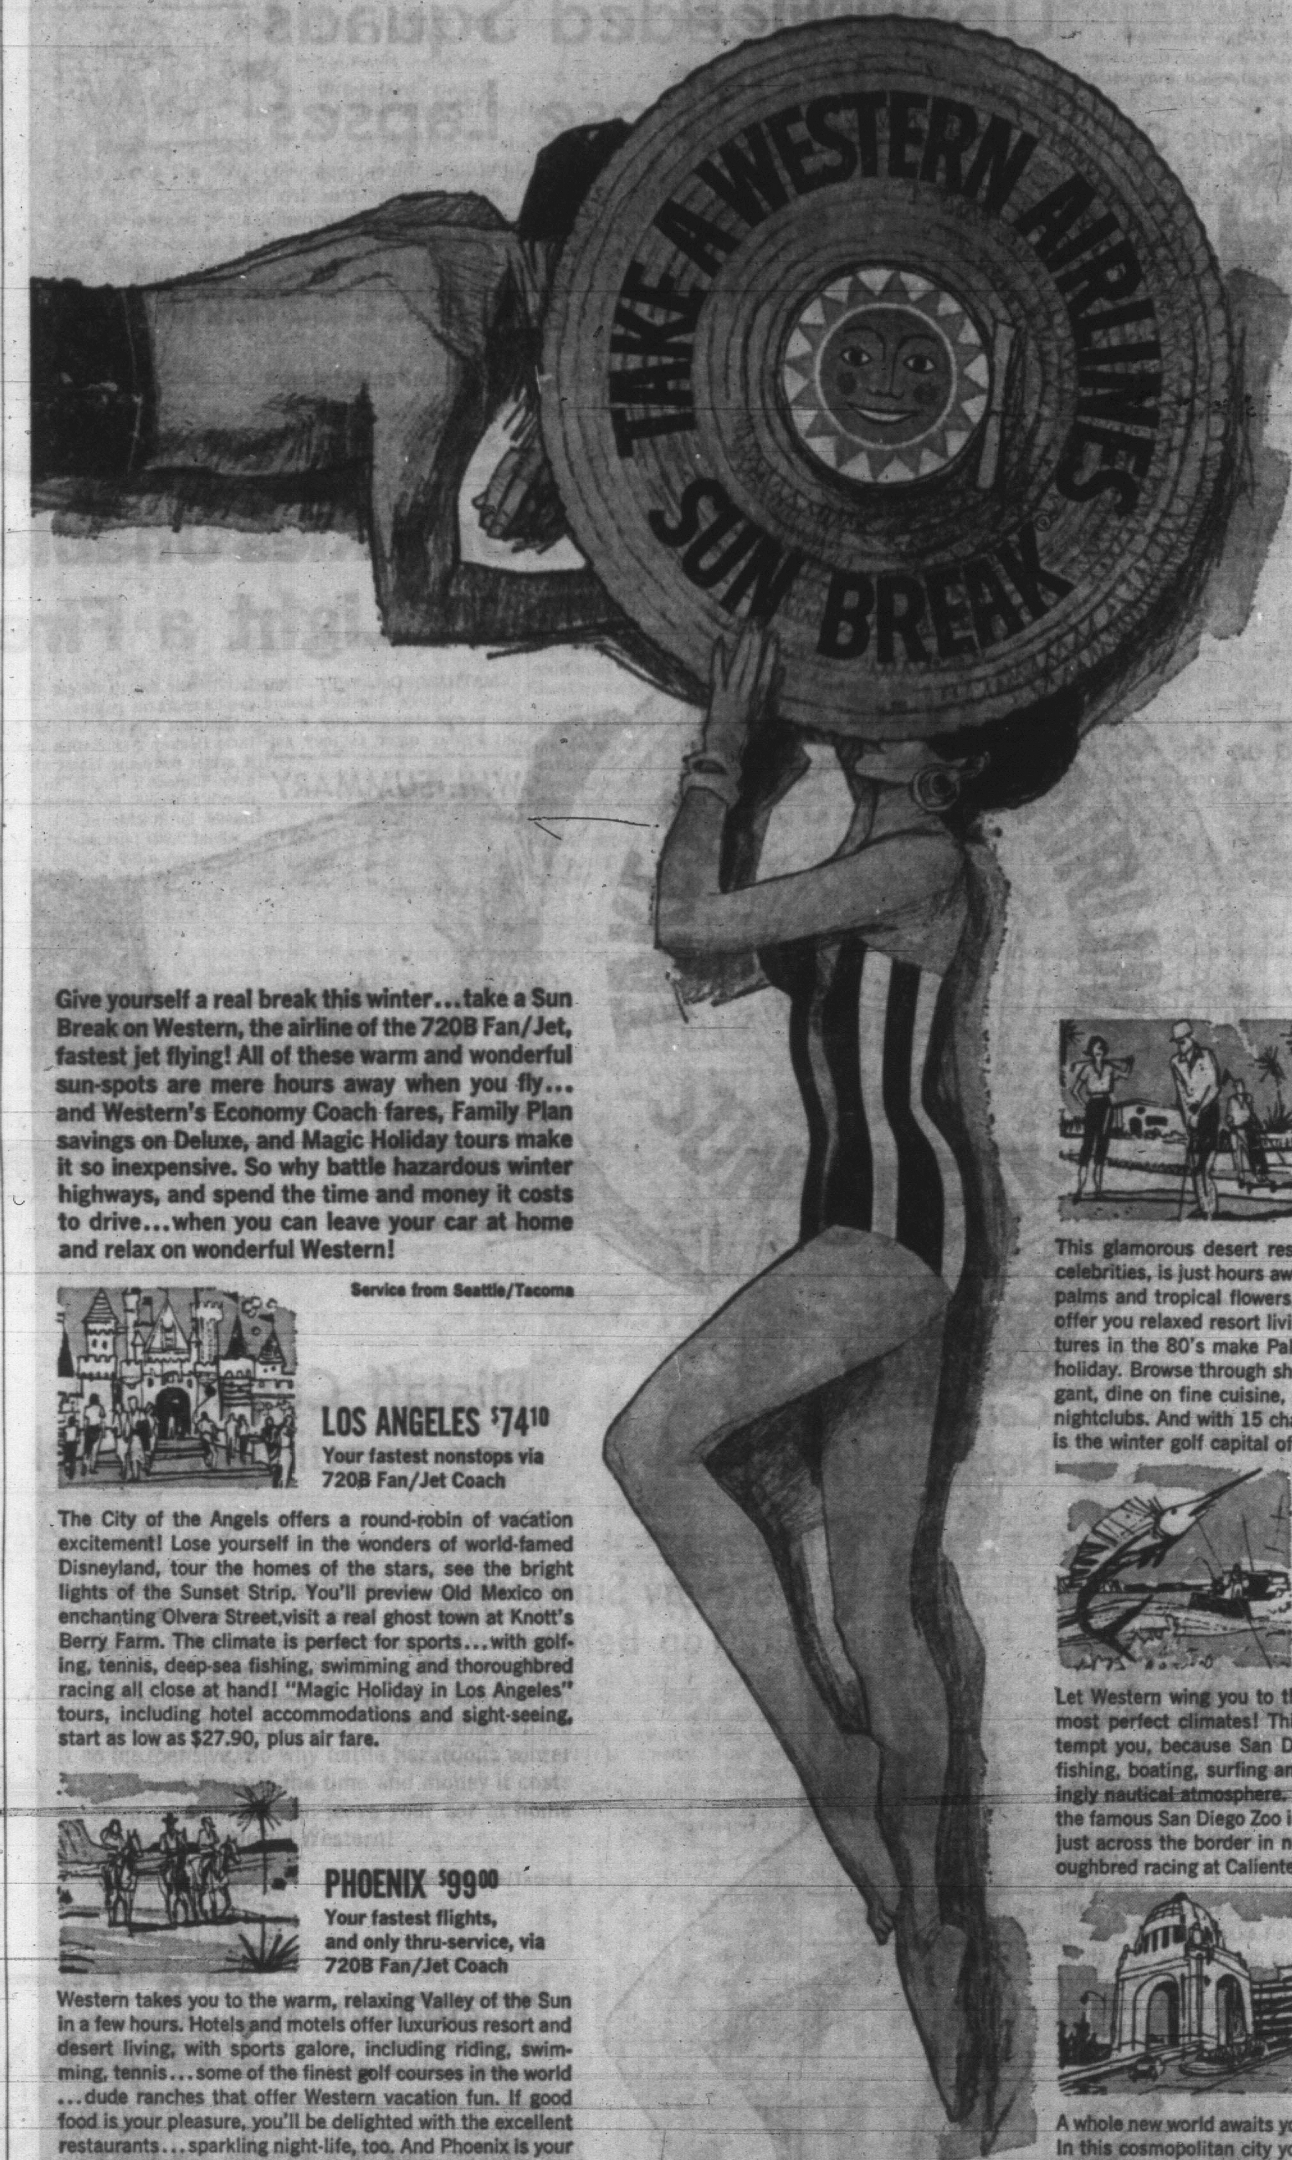 TAKE A WESTERN AIRLINES
SUN BREAK
Give yourself a real break this winter...take a Sun
Break on Western, the airline of the 720B Fan/Jet,
fastest jet flying! All of these warm and wonderful
sun-spots are mere hours away when you fly...
and Western's Economy Coach fares, Family Plan
savings on Deluxe, and Magic Holiday tours make
it so inexpensive. So why battle hazardous winter
highways, and spend the time and money it costs
to drive...when you can leave your car at home
and relax on wonderful Western!
Service from Seattle/Tacoma
LOS ANGELES $74¹⁰
Your fastest nonstops via
720B Fan/Jet Coach
The City of the Angels offers a round-robin of vacation
excitement! Lose yourself in the wonders of world-famed
Disneyland, tour the homes of the stars, see the bright
lights of the Sunset Strip. You'll preview Old Mexico on
enchanting Olvera Street,visit a real ghost town at Knott's
Berry Farm. The climate is perfect for sports...with golf-
ing, tennis, deep-sea fishing, swimming and thoroughbred
racing all close at hand! "Magic Holiday in Los Angeles"
tours, including hotel accommodations and sight-seeing,
start as low as $27.90, plus air fare.
PHOENIX $99⁰⁰
Your fastest flights,
and only thru-service, via
720B Fan/Jet Coach
Western takes you to the warm, relaxing Valley of the Sun
in a few hours. Hotels and motels offer luxurious resort and
desert living, with sports galore, including riding, swim-
ming, tennis...some of the finest golf courses in the world
...dude ranches that offer Western vacation fun. If good
food is your pleasure, you'll be delighted with the excellent
restaurants...sparkling night-life, too. And Phoenix is your
This glamorous desert res
celebrities, is just hours aw
palms and tropical flowers
offer you relaxed resort livi
tures in the 80's make Pal
holiday. Browse through sh
gant, dine on fine cuisine,
nightclubs. And with 15 cha
is the winter golf capital of
Let Western wing you to th
most perfect climates! Thi
tempt you, because San D
fishing, boating, surfing an
ingly nautical atmosphere.
the famous San Diego Zoo i
just across the border in n
oughbred racing at Caliente
A whole new world awaits yo
In this cosmopolitan city yo